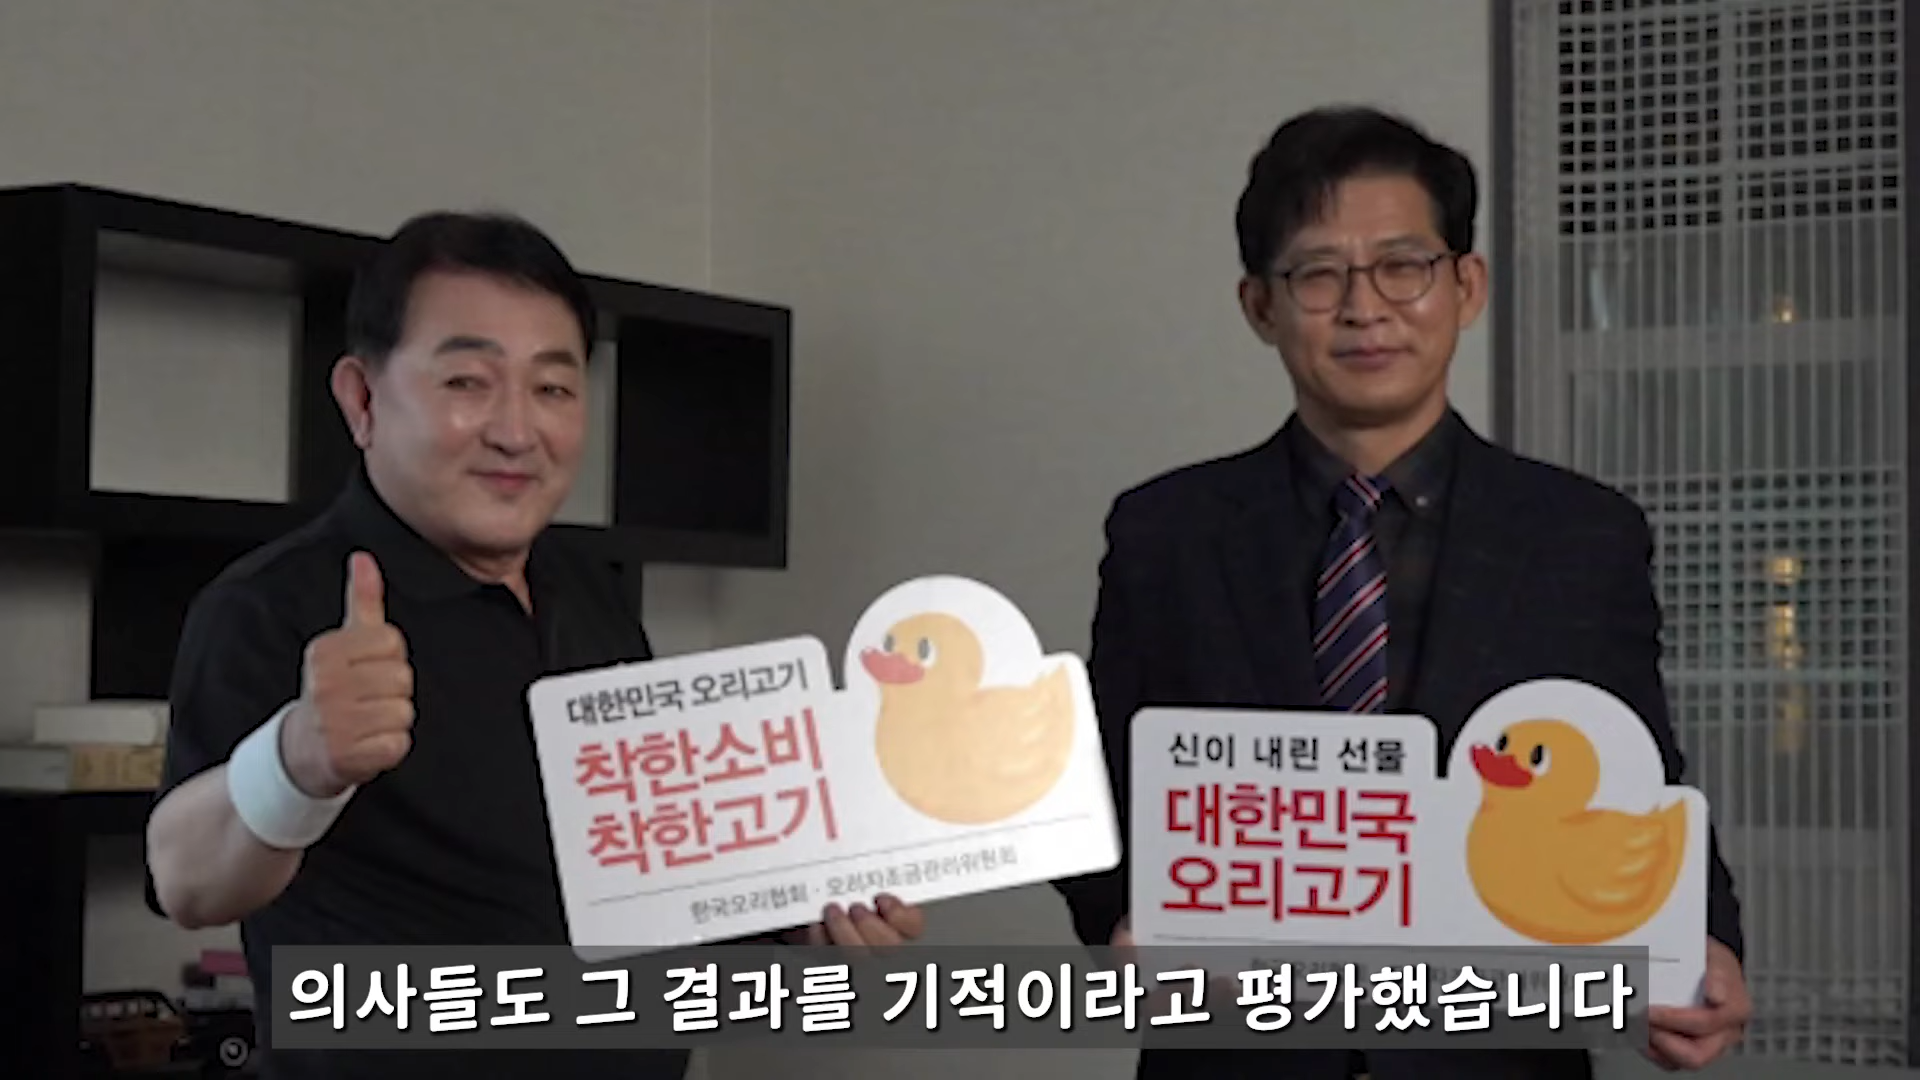 대한민국 오리고기
착한소비
착한고기
한국오리협회 · 오리자조금관리위원회
신이 내린 선물
대한민국
오리고기
의사들도 그 결과를 기적이라고 평가했습니다